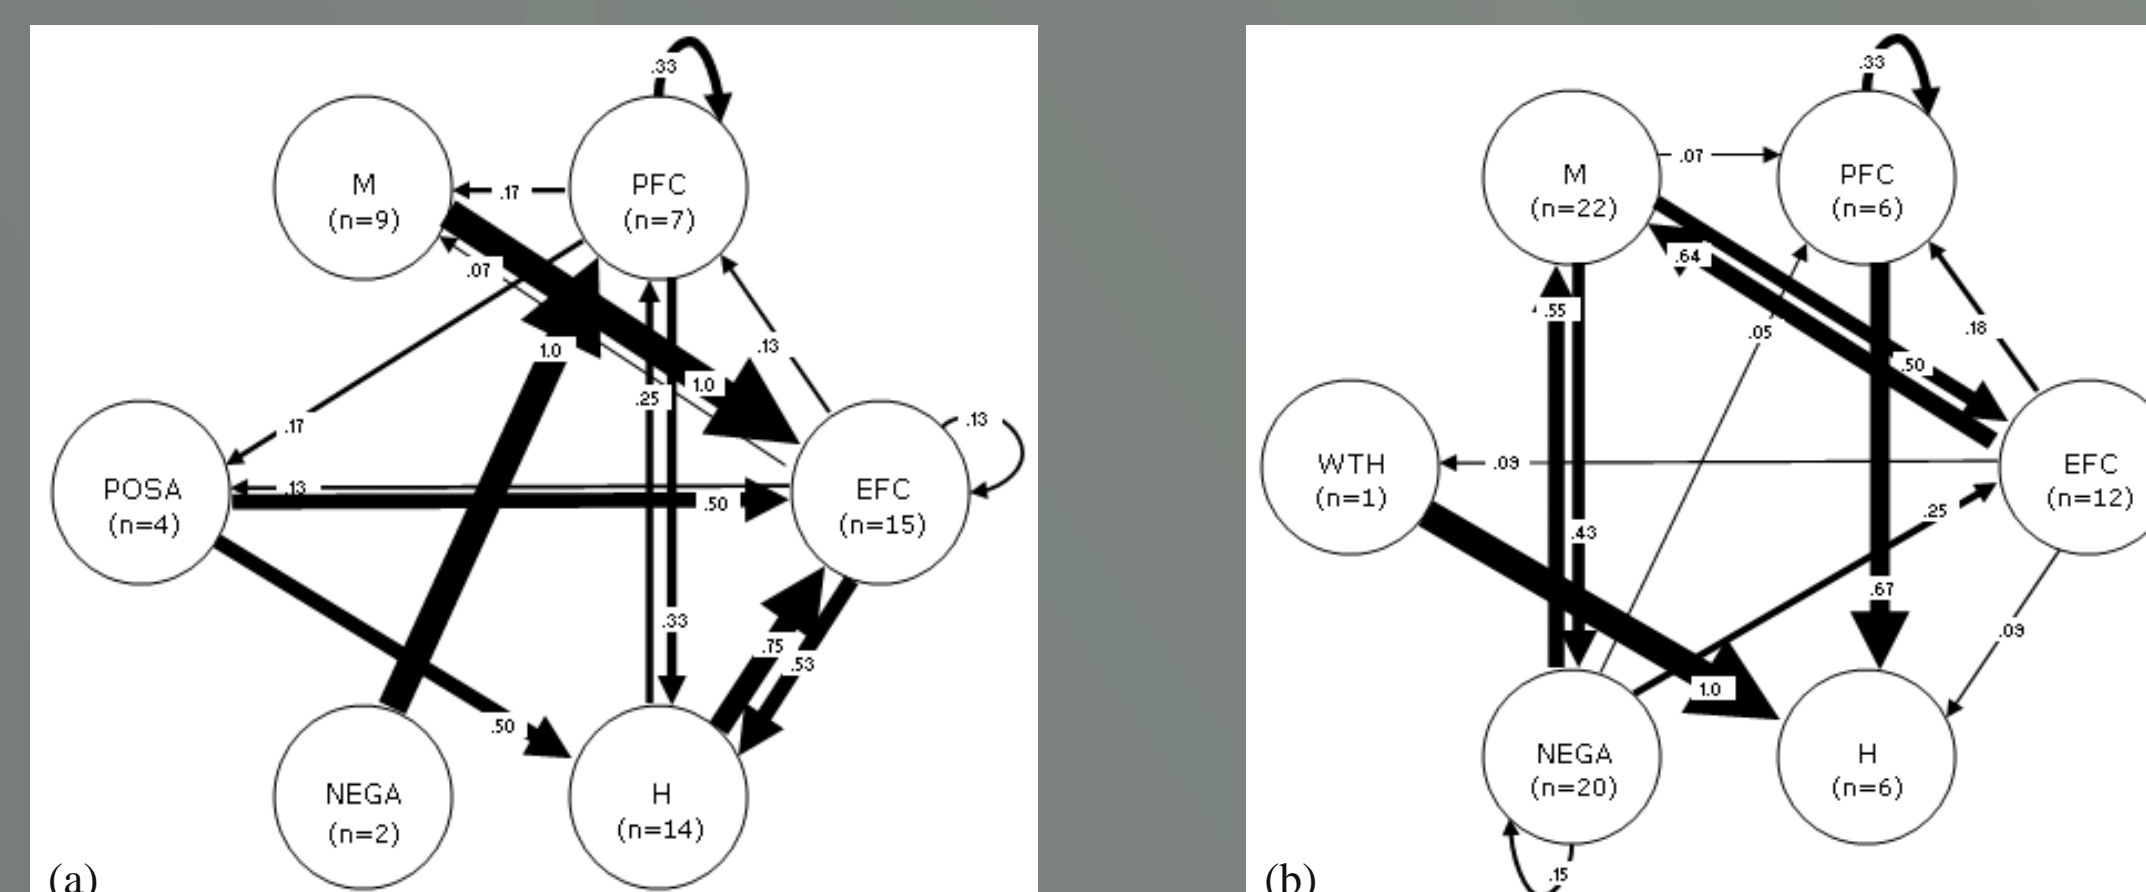 .33
M
(n=9)
PFC
(n=7)
.17
.07
1.0
.13
.25
1.0
.13
.17
POSA
(n=4)
.13
.50
EFC
(n=15)
.33
.75
.53
.50
NEGA
(n=2)
H
(n=14)
(a)
.33
M
(n=22)
PFC
(n=6)
.07
.64
.55
.05
.18
.50
WTH
(n=1)
.09
EFC
(n=12)
.25
.43
.67
.09
1.0
NEGA
(n=20)
H
(n=6)
.15
(b)